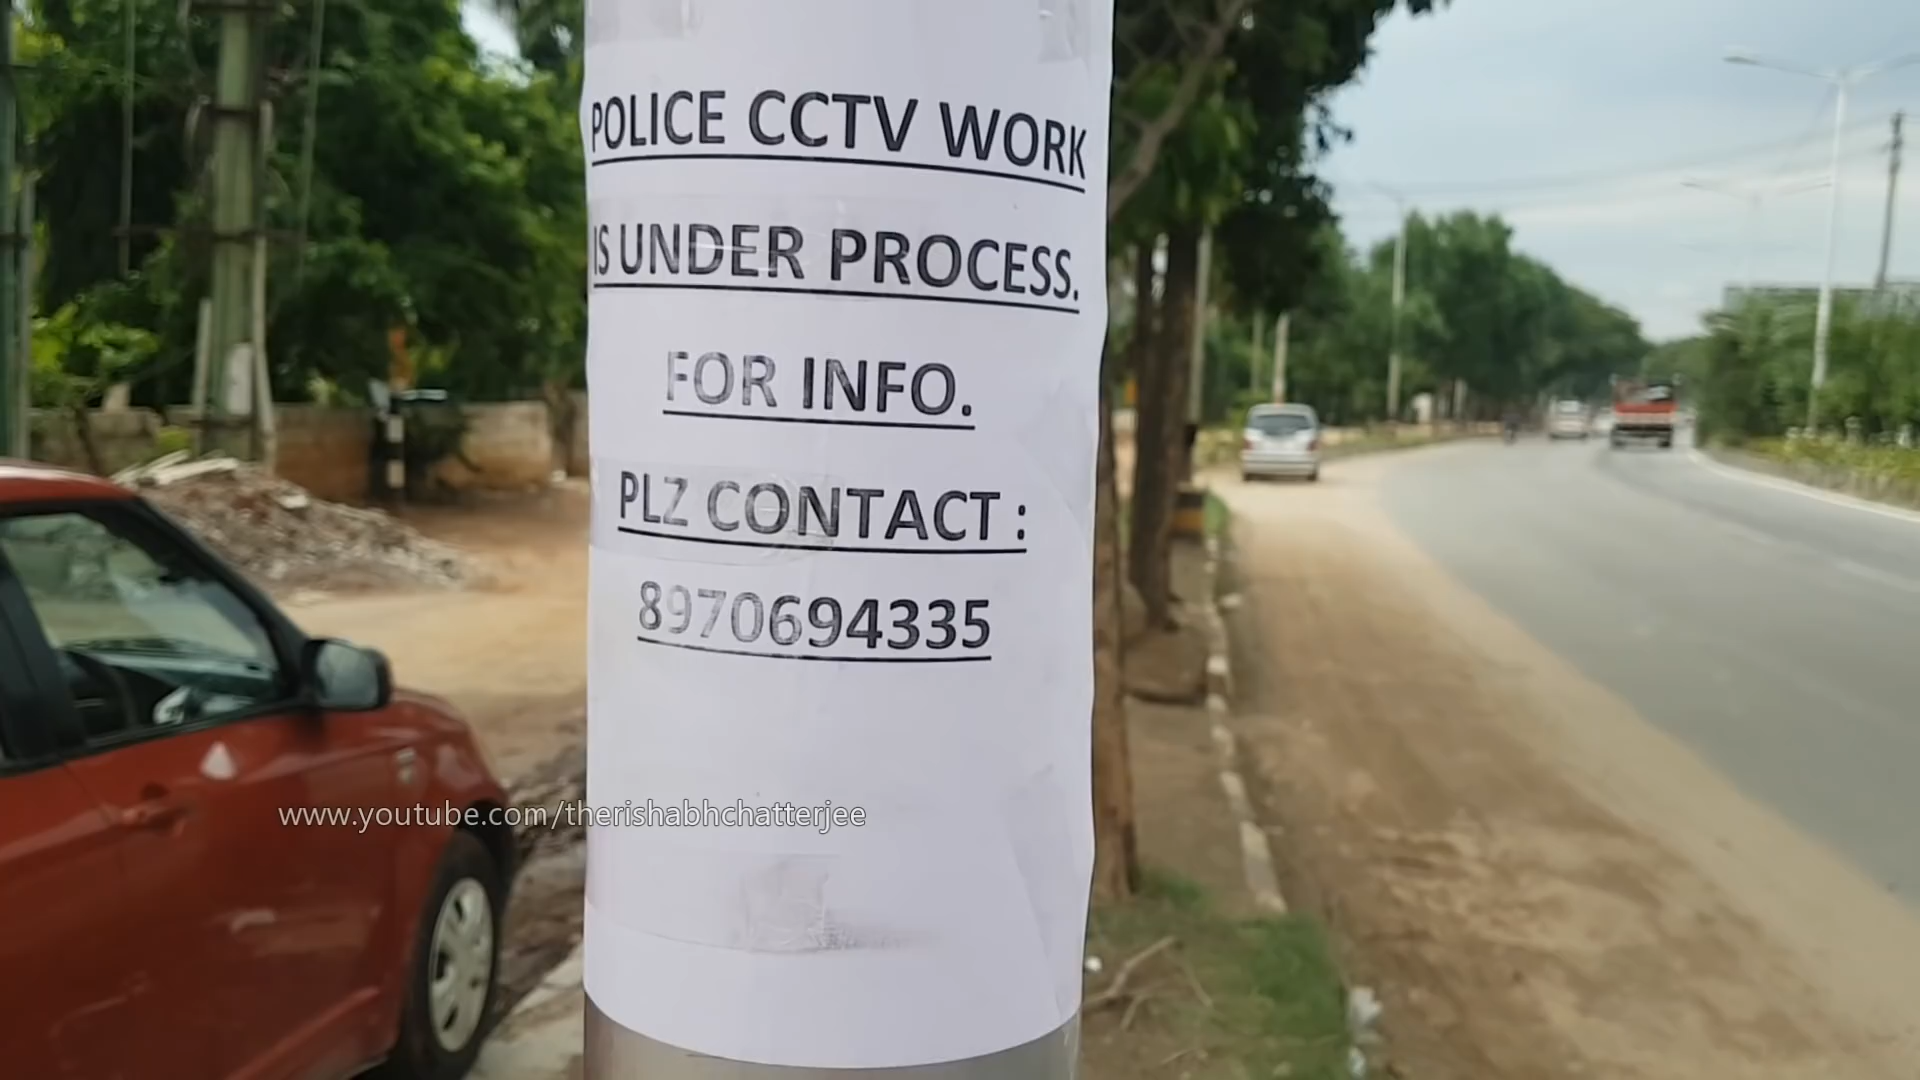 POLICE CCTV WORK
IS UNDER PROCESS.
FOR INFO.
PLZ CONTACT :
8970694335
www.youtube.com/therishabhchatterjee